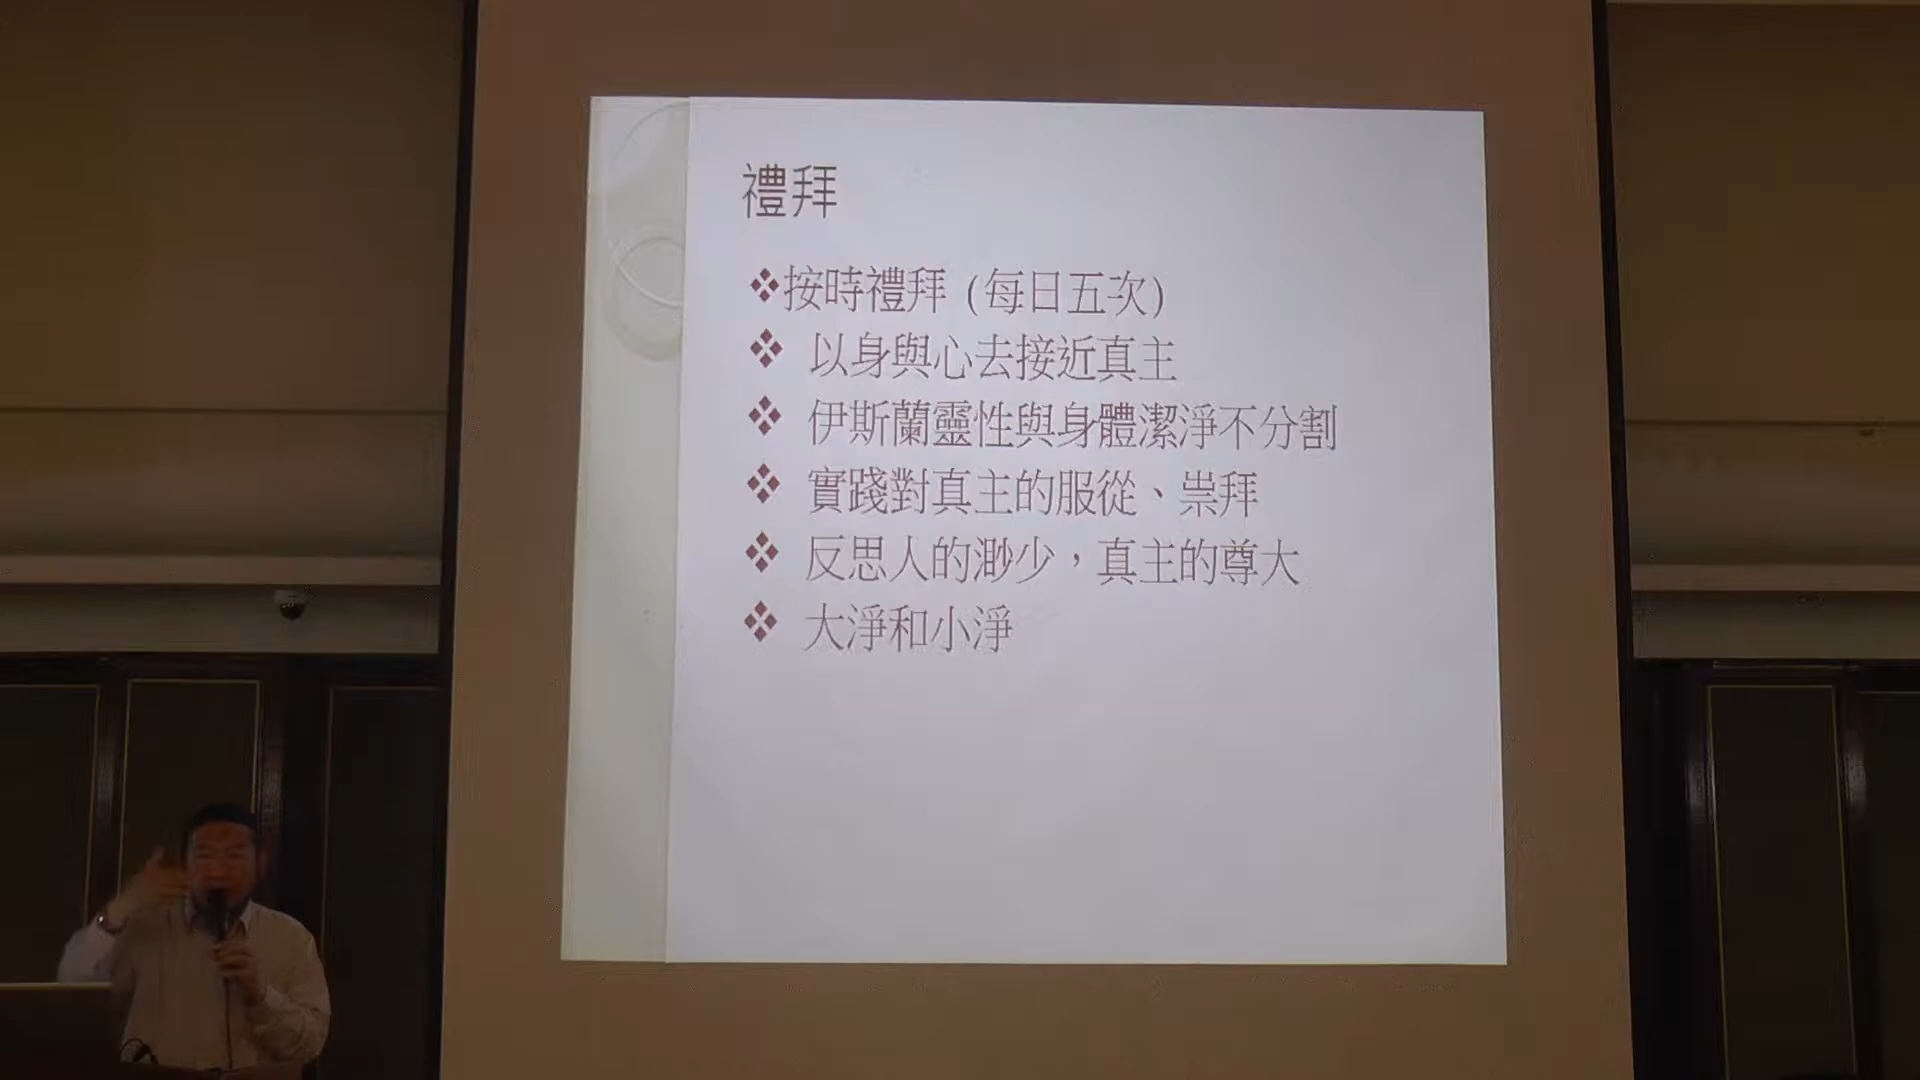 禮拜
❖按時禮拜 (每日五次)
❖ 以身與心去接近真主
❖ 伊斯蘭靈性與身體潔淨不分割
❖ 實踐對真主的服從、崇拜
❖ 反思人的渺少，真主的尊大
❖ 大淨和小淨